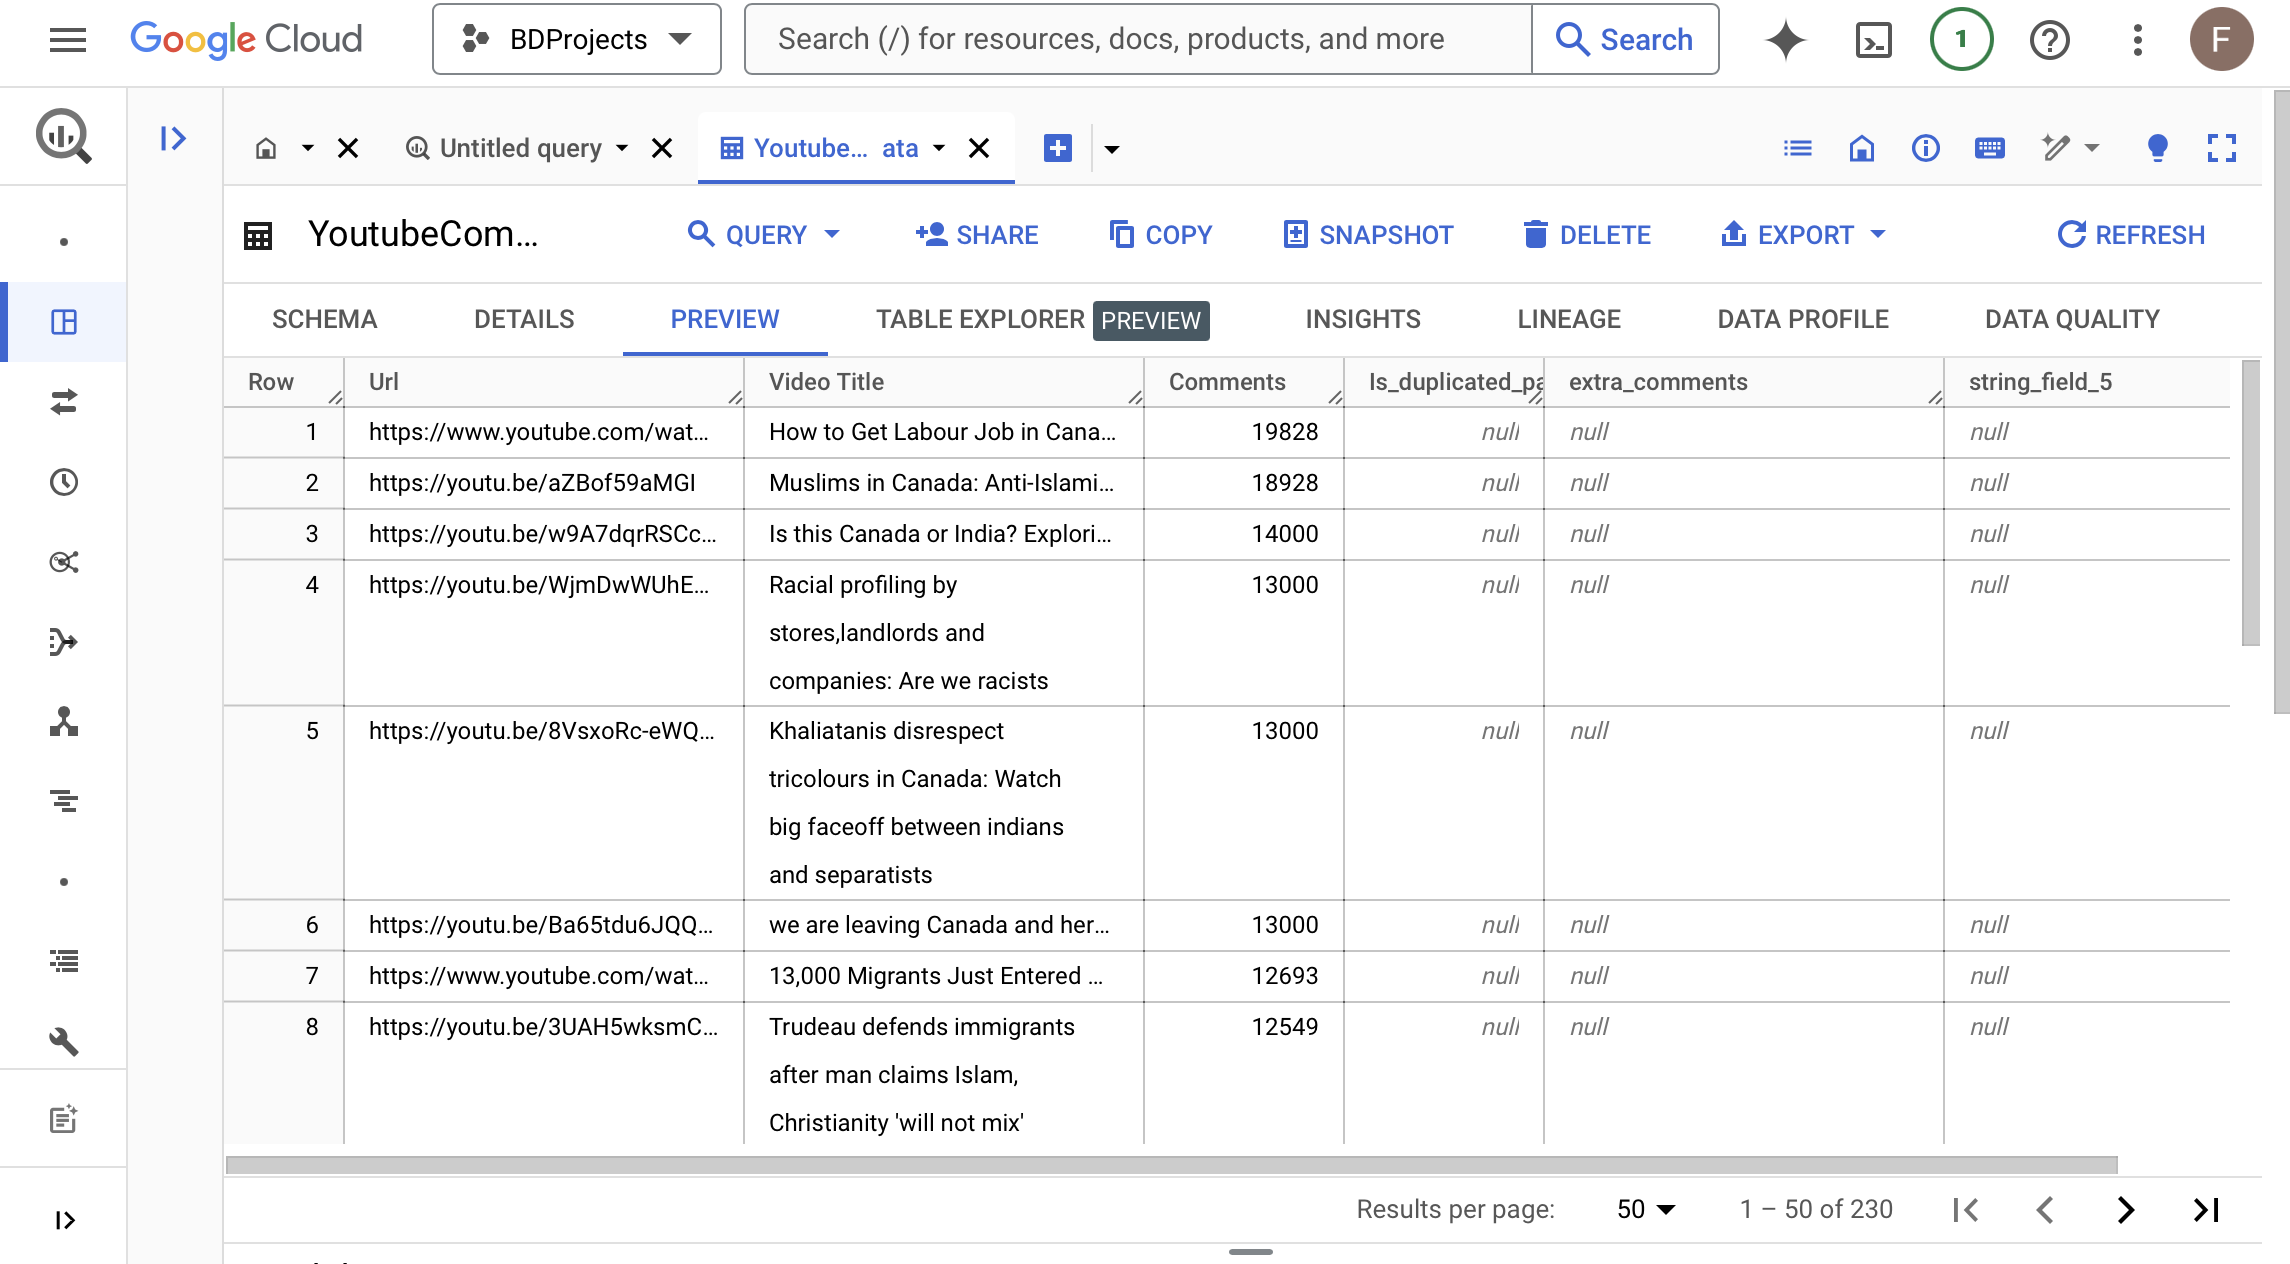 Google Cloud
BDProjects
Search (/) for resources, docs, products, and more
Search
1
F
Untitled query
Youtube... ata
YoutubeCom...
QUERY
SHARE
COPY
SNAPSHOT
DELETE
EXPORT
REFRESH
SCHEMA
DETAILS
PREVIEW
TABLE EXPLORER PREVIEW
INSIGHTS
LINEAGE
DATA PROFILE
DATA QUALITY
Row Url Video Title Comments Is_duplicated_pa extra_comments string_field_5
1 https://www.youtube.com/wat... How to Get Labour Job in Cana... 19828 null null null
2 https://youtu.be/aZBof59aMGI Muslims in Canada: Anti-Islami... 18928 null null null
3 https://youtu.be/w9A7dqrRSCc... Is this Canada or India? Explori... 14000 null null null
4 https://youtu.be/WjmDwWUhE... Racial profiling by 13000 null null null
stores,landlords and
companies: Are we racists
5 https://youtu.be/8VsxoRc-eWQ... Khaliatanis disrespect 13000 null null null
tricolours in Canada: Watch
big faceoff between indians
and separatists
6 https://youtu.be/Ba65tdu6JQQ... we are leaving Canada and her... 13000 null null null
7 https://www.youtube.com/wat... 13,000 Migrants Just Entered ... 12693 null null null
8 https://youtu.be/3UAH5wksmC... Trudeau defends immigrants 12549 null null null
after man claims Islam,
Christianity 'will not mix'
Results per page: 50 1 – 50 of 230